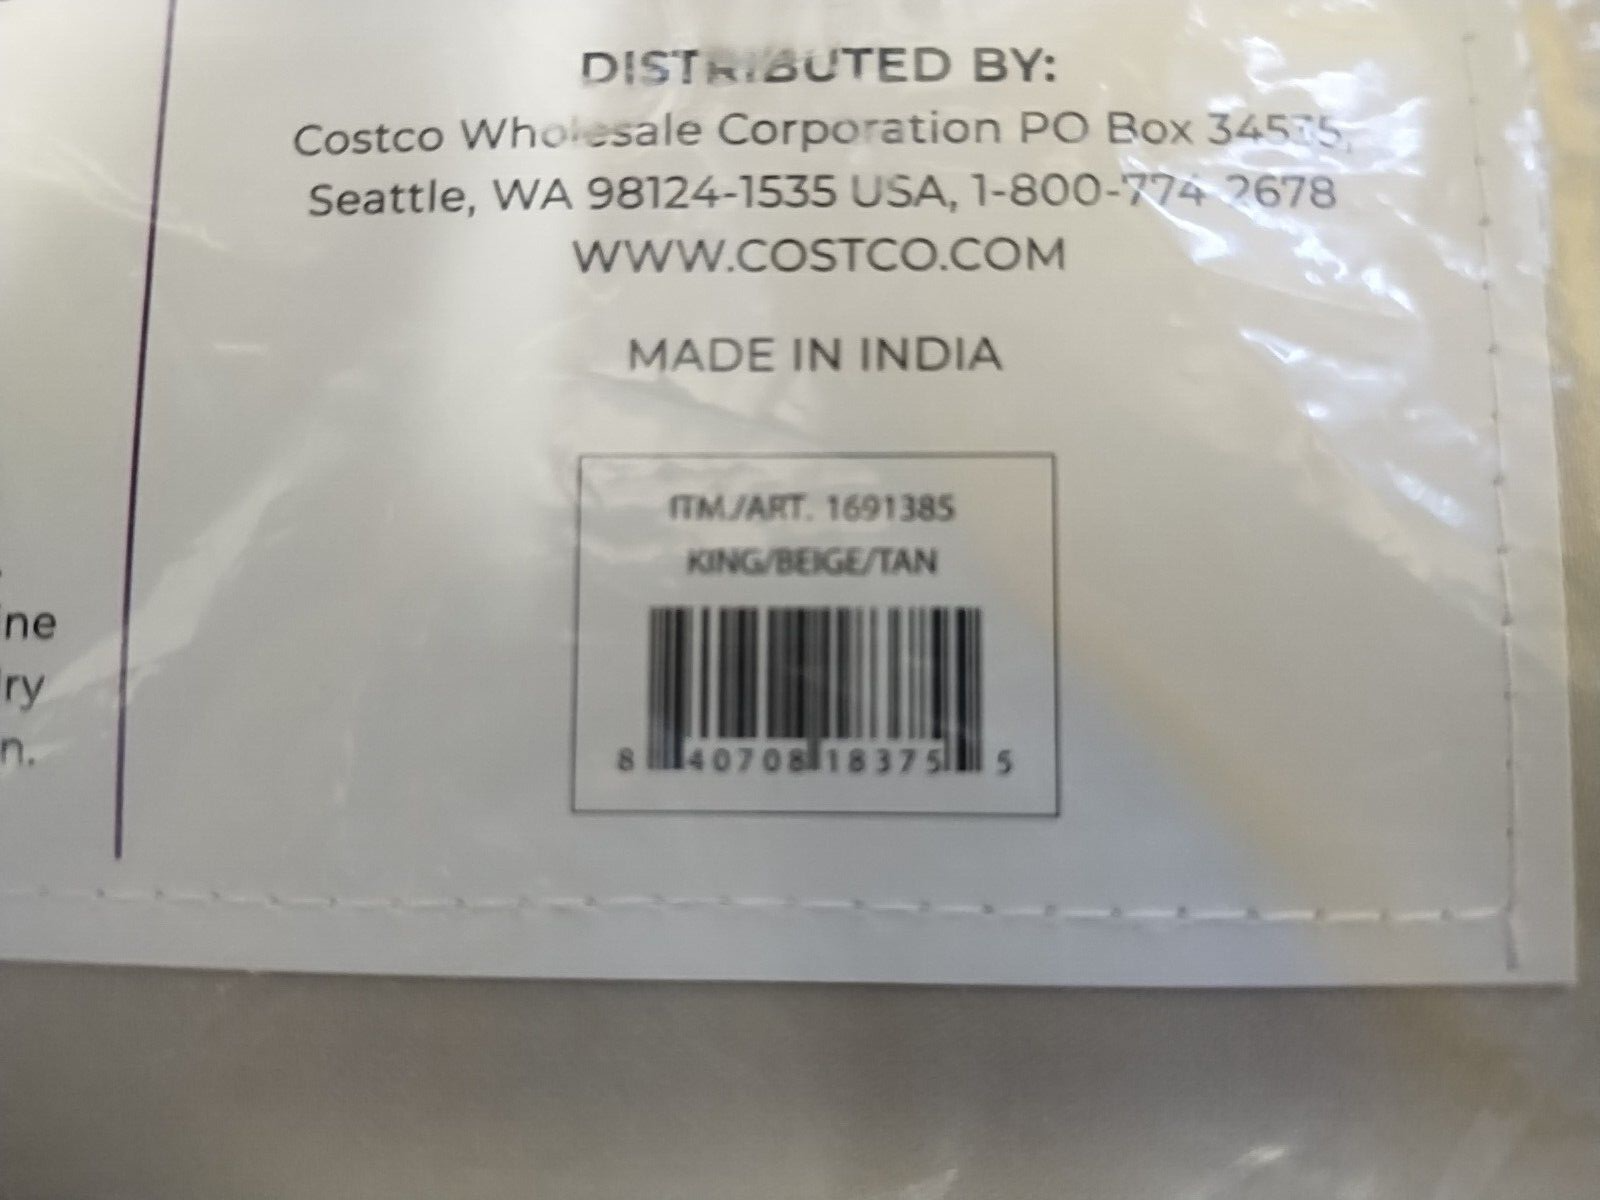 DISTRIBUTED BY:
Costco Wholesale Corporation PO Box 34535,
Seattle, WA 98124-1535 USA, 1-800-774-2678
WWW.COSTCO.COM
MADE IN INDIA
ITM./ART. 1691385
KING/BEIGE/TAN
8 40708 18375 5
ne
ry
n.